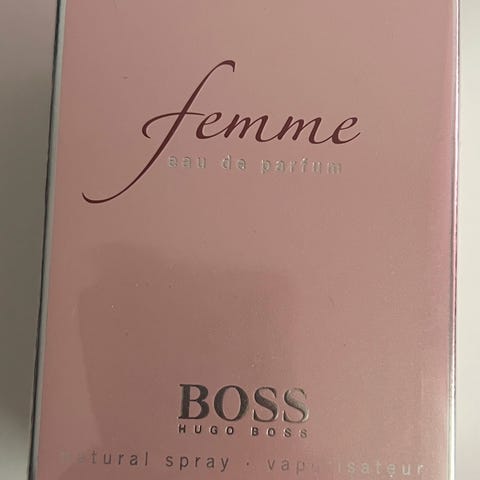 femme
eau de parfum
BOSS
HUGO BOSS
natural spray · vaporisateur